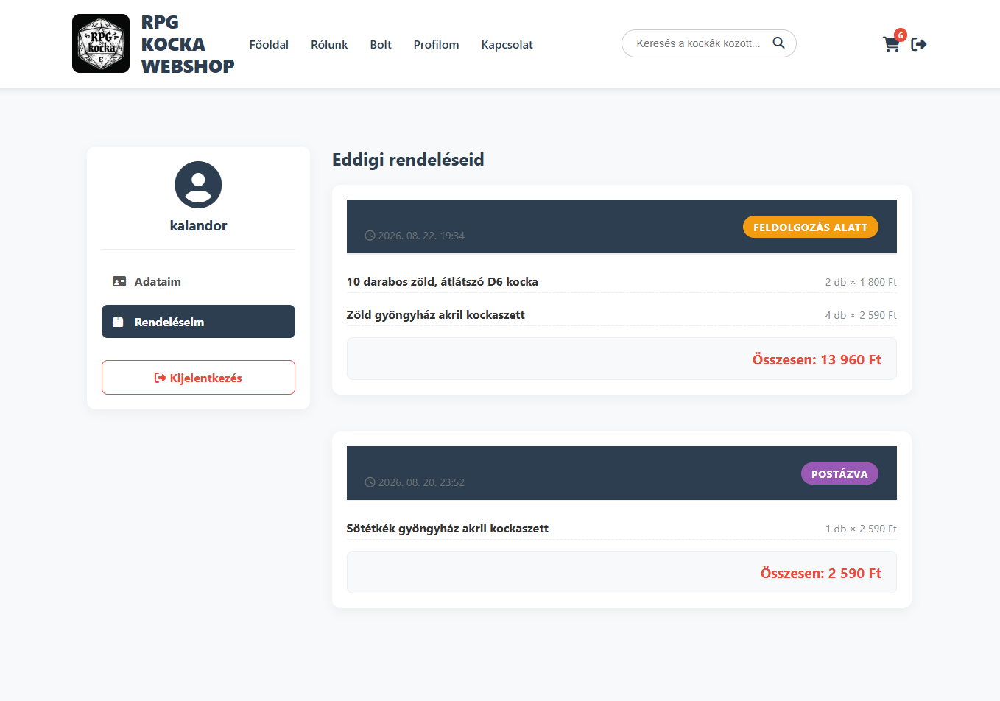 RPG
kocka
RPG
KOCKA
WEBSHOP
Főoldal
Rólunk
Bolt
Profilom
Kapcsolat
Keresés a kockák között...
6
kalandor
Adataim
Rendeléseim
Kijelentkezés
Eddigi rendeléseid
2026. 08. 22. 19:34
FELDOLGOZÁS ALATT
10 darabos zöld, átlátszó D6 kocka 2 db × 1 800 Ft
Zöld gyöngyház akril kockaszett 4 db × 2 590 Ft
Összesen: 13 960 Ft
2026. 08. 20. 23:52
POSTÁZVA
Sötétkék gyöngyház akril kockaszett 1 db × 2 590 Ft
Összesen: 2 590 Ft